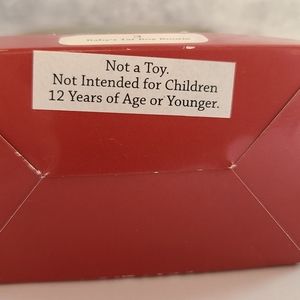 Not a Toy.
Not Intended for Children
12 Years of Age or Younger.